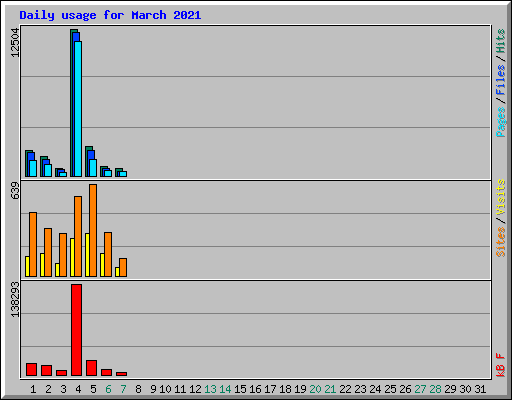 Daily usage for March 2021
12504
639
138293
Pages / Files / Hits
Sites / Visits
kB F
1 2 3 4 5 6 7 8 9 10 11 12 13 14 15 16 17 18 19 20 21 22 23 24 25 26 27 28 29 30 31